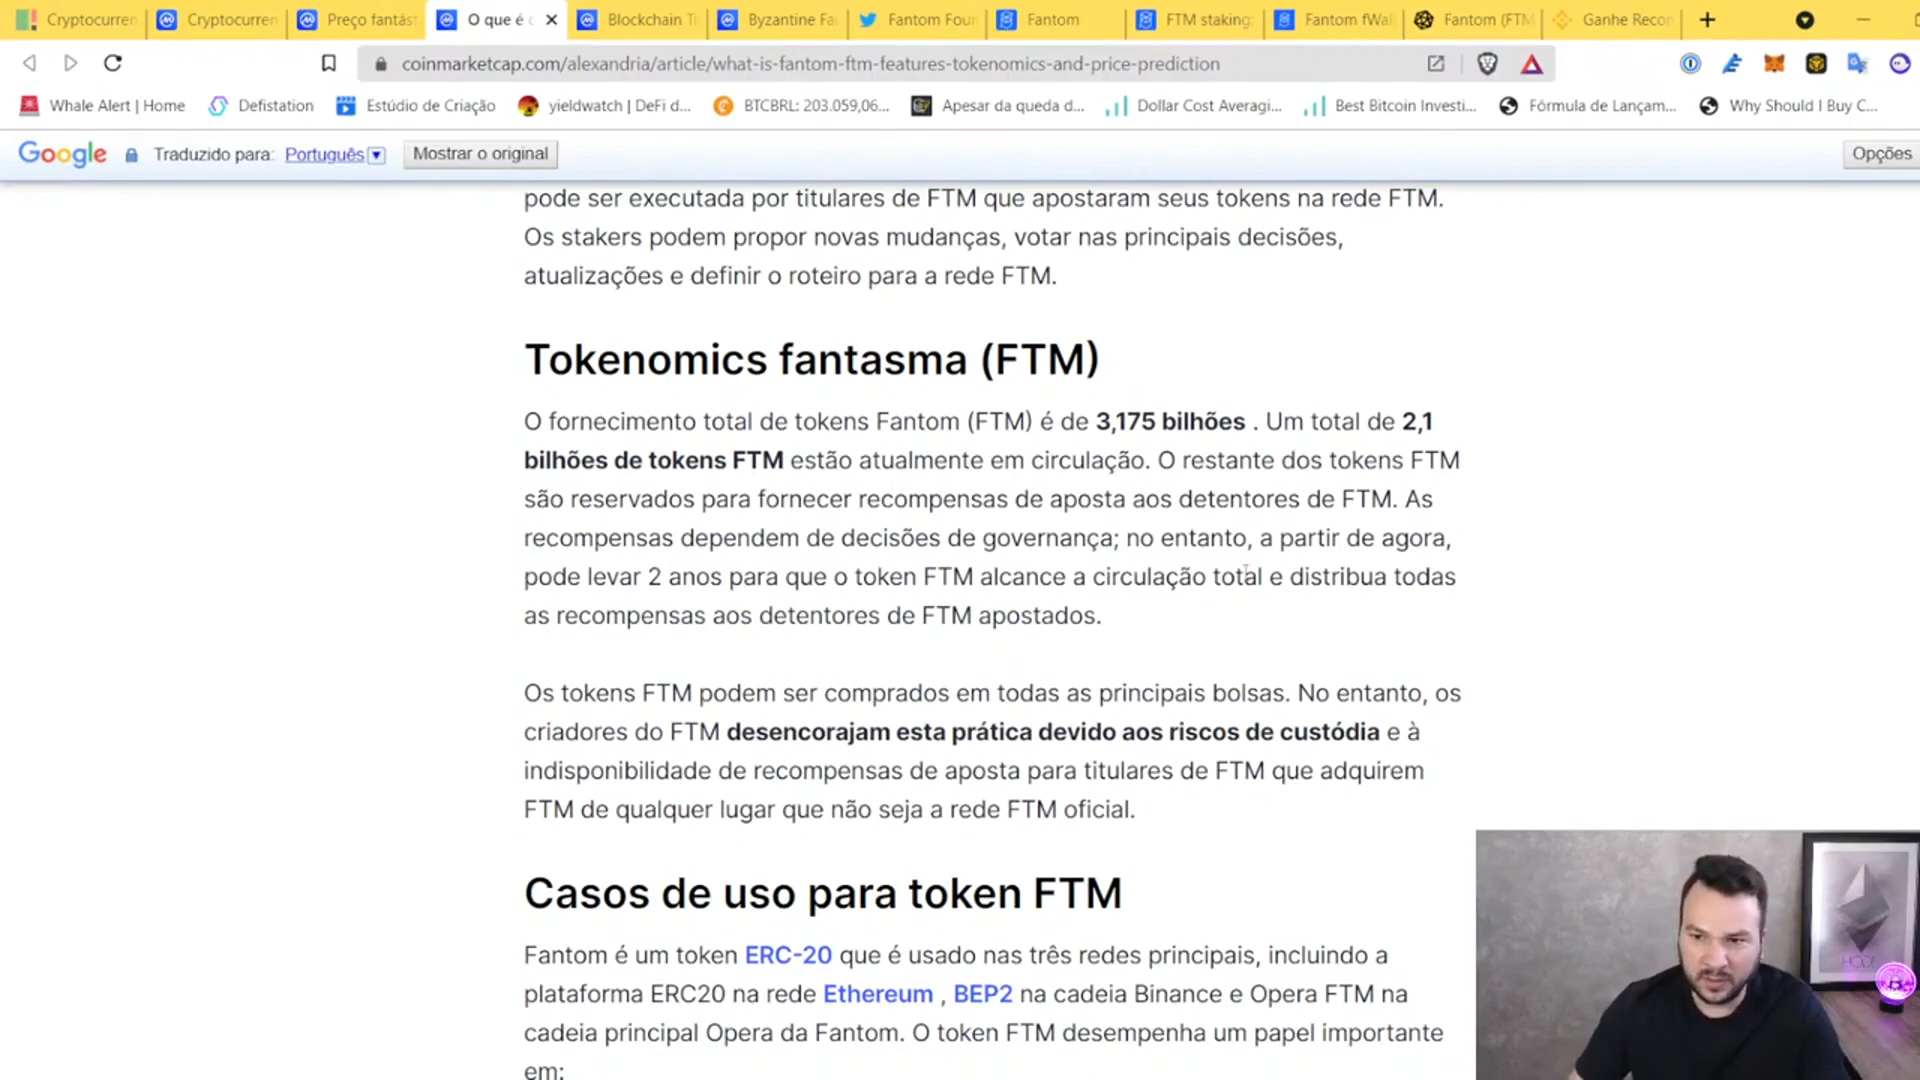 Cryptocurren
Cryptocurren
Preço fantást
O que é
Blockchain T
Byzantine Fa
Fantom Foun
Fantom
FTM staking
Fantom fWal
Fantom (FTM
Ganhe Recor
coinmarketcap.com/alexandria/article/what-is-fantom-ftm-features-tokenomics-and-price-prediction
Whale Alert | Home
Defistation
Estúdio de Criação
yieldwatch | DeFi d...
BTCBRL: 203.059,06...
Apesar da queda d...
Dollar Cost Averagi...
Best Bitcoin Investi...
Fórmula de Lançam...
Why Should I Buy C...
Google Traduzido para: Português Mostrar o original Opções
pode ser executada por titulares de FTM que apostaram seus tokens na rede FTM.
Os stakers podem propor novas mudanças, votar nas principais decisões,
atualizações e definir o roteiro para a rede FTM.
Tokenomics fantasma (FTM)
O fornecimento total de tokens Fantom (FTM) é de 3,175 bilhões . Um total de 2,1
bilhões de tokens FTM estão atualmente em circulação. O restante dos tokens FTM
são reservados para fornecer recompensas de aposta aos detentores de FTM. As
recompensas dependem de decisões de governança; no entanto, a partir de agora,
pode levar 2 anos para que o token FTM alcance a circulação total e distribua todas
as recompensas aos detentores de FTM apostados.
Os tokens FTM podem ser comprados em todas as principais bolsas. No entanto, os
criadores do FTM desencorajam esta prática devido aos riscos de custódia e à
indisponibilidade de recompensas de aposta para titulares de FTM que adquirem
FTM de qualquer lugar que não seja a rede FTM oficial.
Casos de uso para token FTM
Fantom é um token ERC-20 que é usado nas três redes principais, incluindo a
plataforma ERC20 na rede Ethereum , BEP2 na cadeia Binance e Opera FTM na
cadeia principal Opera da Fantom. O token FTM desempenha um papel importante
em: